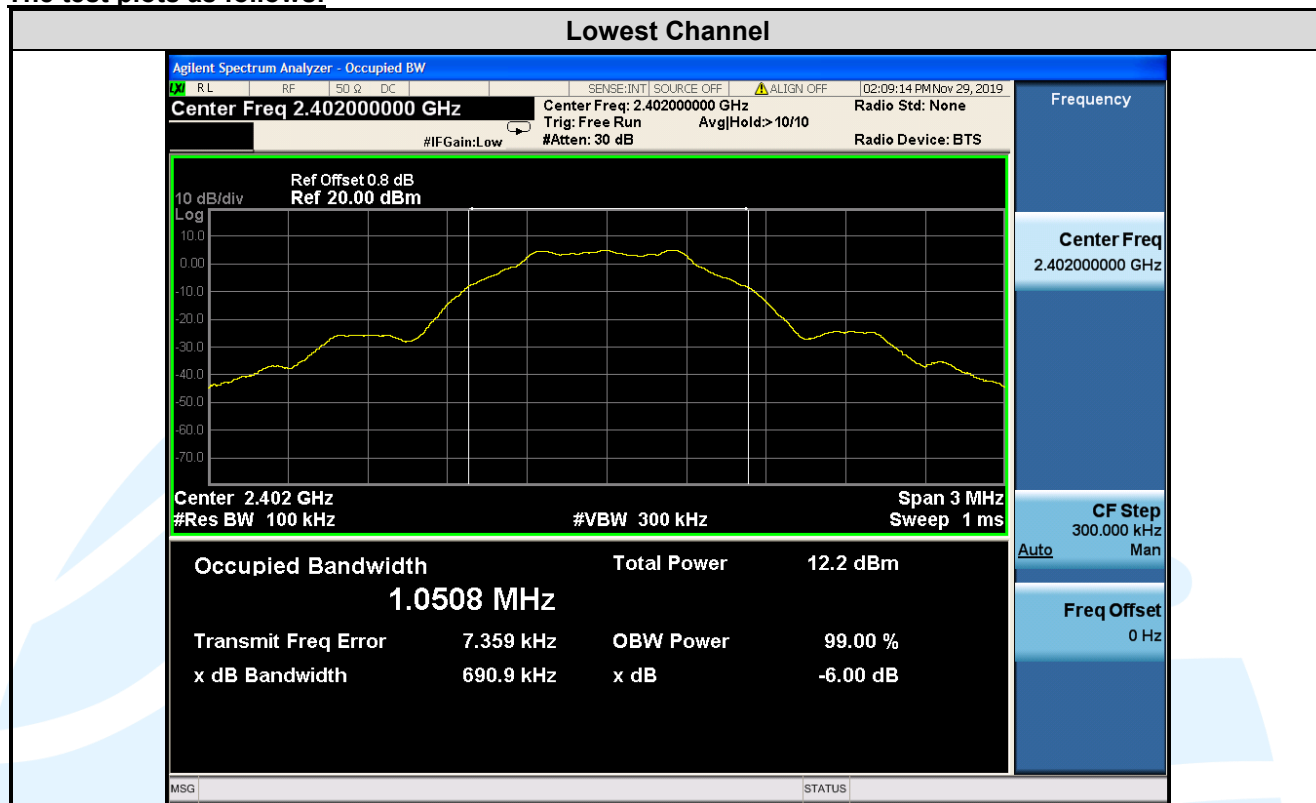 The test plots as follows:
Lowest Channel
Agilent Spectrum Analyzer - Occupied BW
LXI RL RF 50 Ω DC SENSE:INT SOURCE OFF ALIGN OFF 02:09:14 PM Nov 29, 2019
Center Freq 2.402000000 GHz
Center Freq: 2.402000000 GHz
Radio Std: None
Trig: Free Run Avg|Hold:> 10/10
#IFGain:Low
#Atten: 30 dB
Radio Device: BTS
Ref Offset 0.8 dB
10 dB/div Ref 20.00 dBm
Log
10.0
0.00
-10.0
-20.0
-30.0
-40.0
-50.0
-60.0
-70.0
Center 2.402 GHz Span 3 MHz
#Res BW 100 kHz #VBW 300 kHz Sweep 1 ms
Occupied Bandwidth Total Power 12.2 dBm
1.0508 MHz
Transmit Freq Error 7.359 kHz OBW Power 99.00 %
x dB Bandwidth 690.9 kHz x dB -6.00 dB
MSG STATUS
Frequency
Center Freq
2.402000000 GHz
CF Step
300.000 kHz
Auto Man
Freq Offset
0 Hz